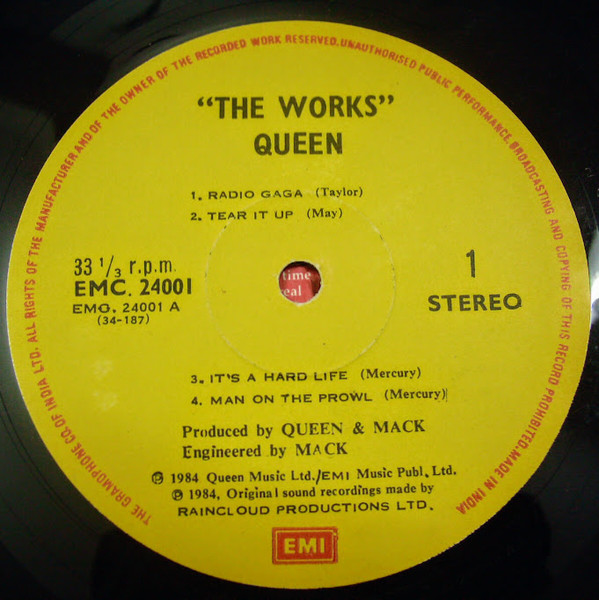 THE GRAMOPHONE CO. OF INDIA LTD. ALL RIGHTS OF THE MANUFACTURER AND OF THE OWNER OF THE RECORDED WORK RESERVED. UNAUTHORISED PUBLIC PERFORMANCE, BROADCASTING AND COPYING OF THIS RECORD PROHIBITED. MADE IN INDIA
"THE WORKS"
QUEEN
1. RADIO GAGA (Taylor)
2. TEAR IT UP (May)
33 1/3 r.p.m.
EMC. 24001
EMG. 24001 A
(34-187)
1
STEREO
time
real
3. IT'S A HARD LIFE (Mercury)
4. MAN ON THE PROWL (Mercury)
Produced by QUEEN & MACK
Engineered by MACK
℗ 1984 Queen Music Ltd./EMI Music Publ. Ltd.
℗ 1984, Original sound recordings made by
RAINCLOUD PRODUCTIONS LTD.
EMI